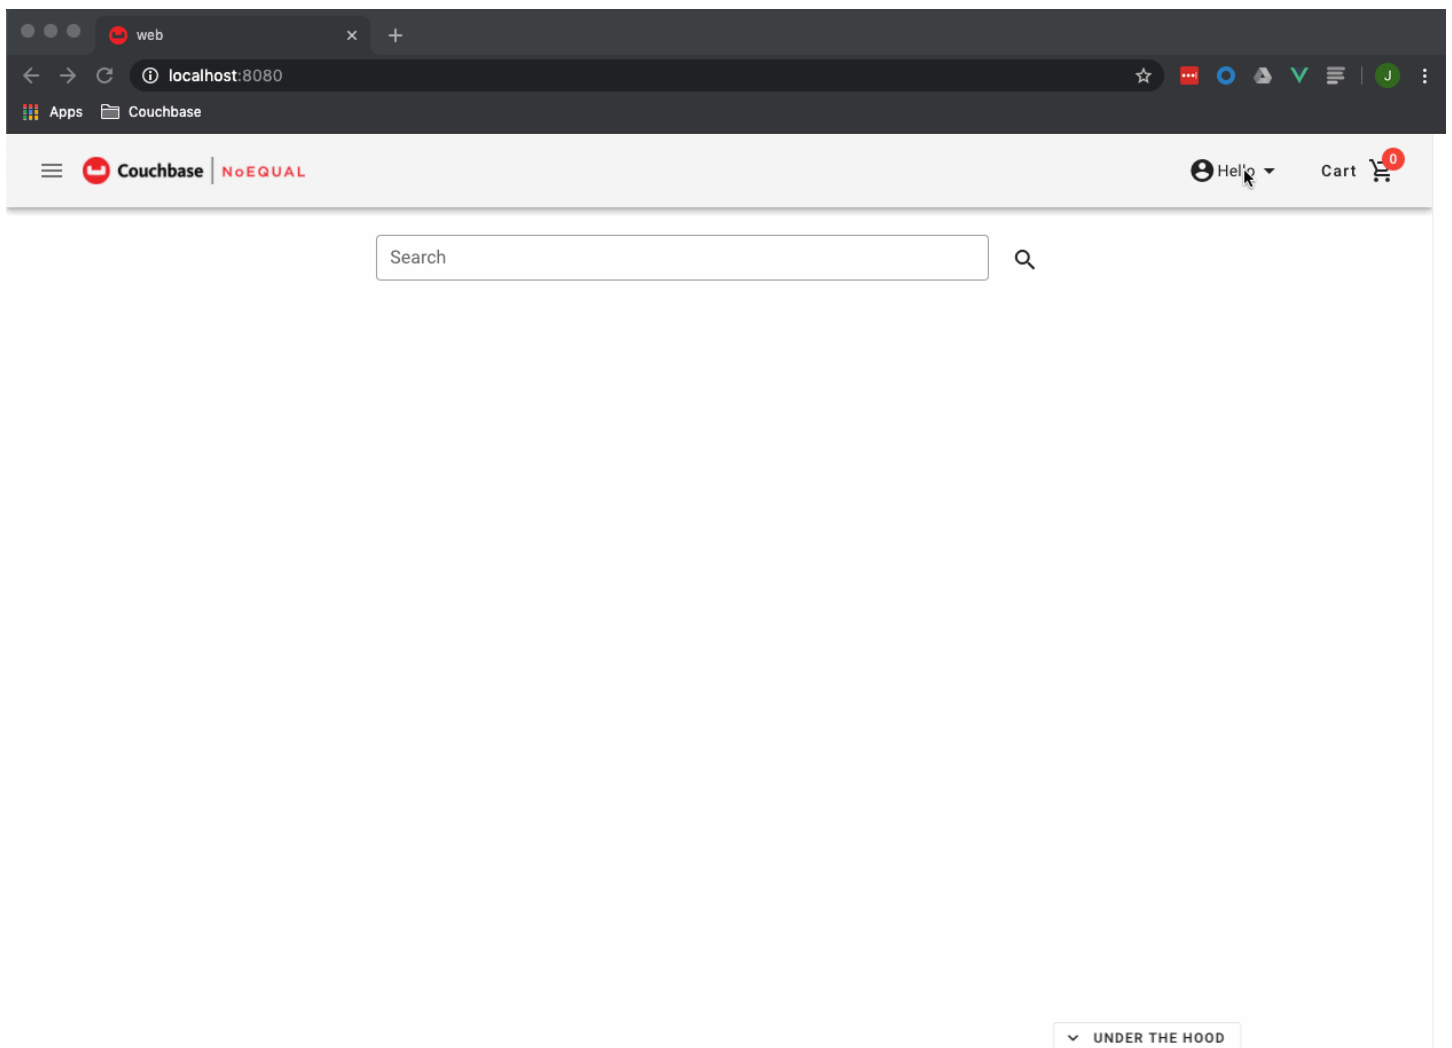 web
localhost:8080
J
Apps
Couchbase
Couchbase | NoEQUAL
Hello
Cart
0
Search
UNDER THE HOOD